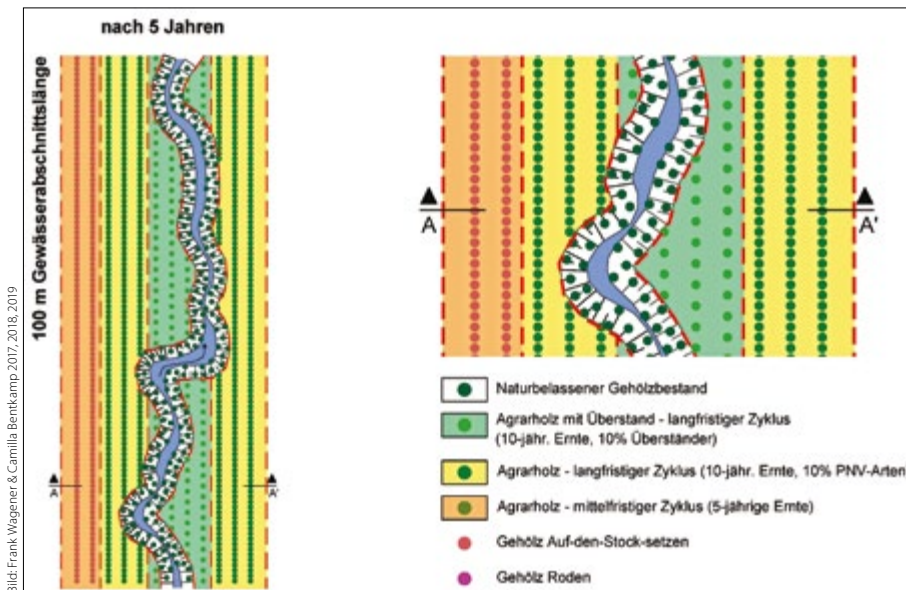 nach 5 Jahren
100 m Gewässerabschnittslänge
A
A'
A
A'
Naturbelassener Gehölzbestand
Agrarholz mit Überstand - langfristiger Zyklus
(10-jähr. Ernte, 10% Überständer)
Agrarholz - langfristiger Zyklus (10-jähr. Ernte, 10% PNV-Arten
Agrarholz - mittelfristiger Zyklus (5-jährige Ernte)
Gehölz Auf-den-Stock-setzen
Gehölz Roden
Bild: Frank Wagener & Camilla Bentkamp 2017, 2018, 2019